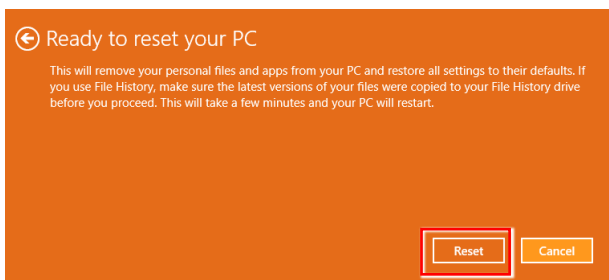 Ready to reset your PC
This will remove your personal files and apps from your PC and restore all settings to their defaults. If
you use File History, make sure the latest versions of your files were copied to your File History drive
before you proceed. This will take a few minutes and your PC will restart.
Reset Cancel